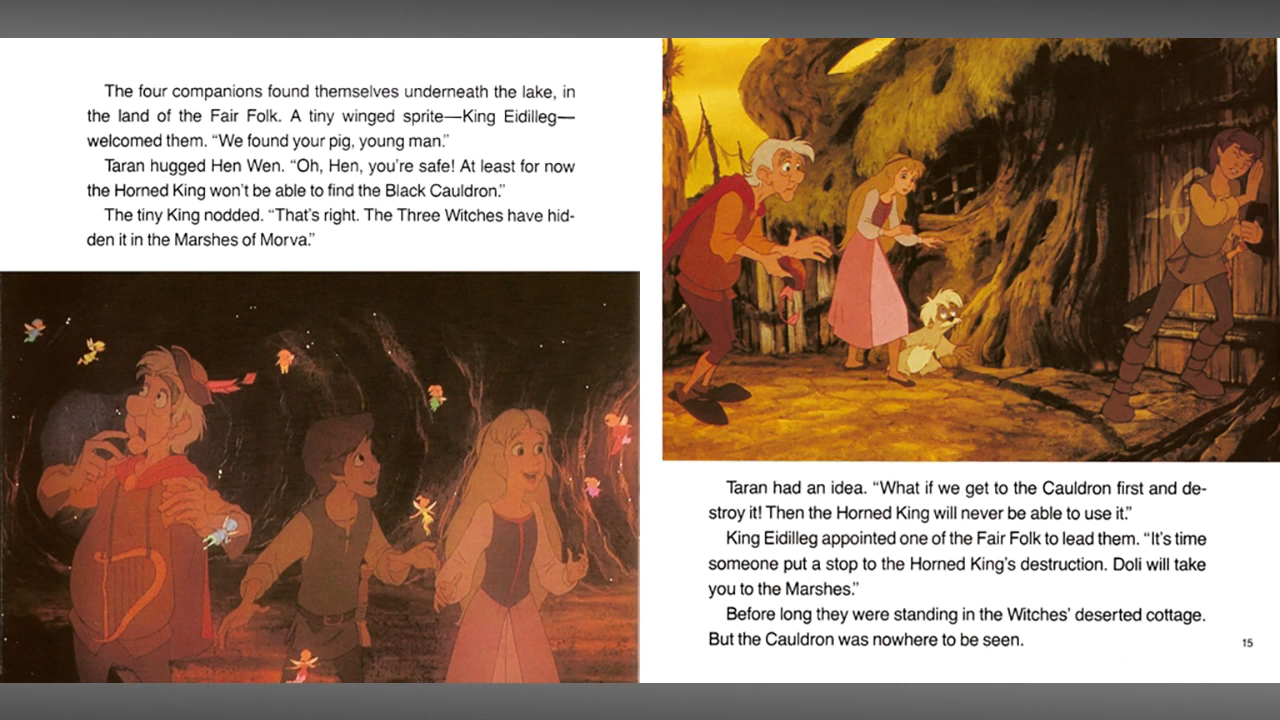 The four companions found themselves underneath the lake, in
the land of the Fair Folk. A tiny winged sprite—King Eidilleg—
welcomed them. “We found your pig, young man.”
Taran hugged Hen Wen. “Oh, Hen, you’re safe! At least for now
the Horned King won’t be able to find the Black Cauldron.”
The tiny King nodded. “That’s right. The Three Witches have hid-
den it in the Marshes of Morva.”
Taran had an idea. “What if we get to the Cauldron first and de-
stroy it! Then the Horned King will never be able to use it.”
King Eidilleg appointed one of the Fair Folk to lead them. “It’s time
someone put a stop to the Horned King’s destruction. Doli will take
you to the Marshes.”
Before long they were standing in the Witches’ deserted cottage.
But the Cauldron was nowhere to be seen.
15